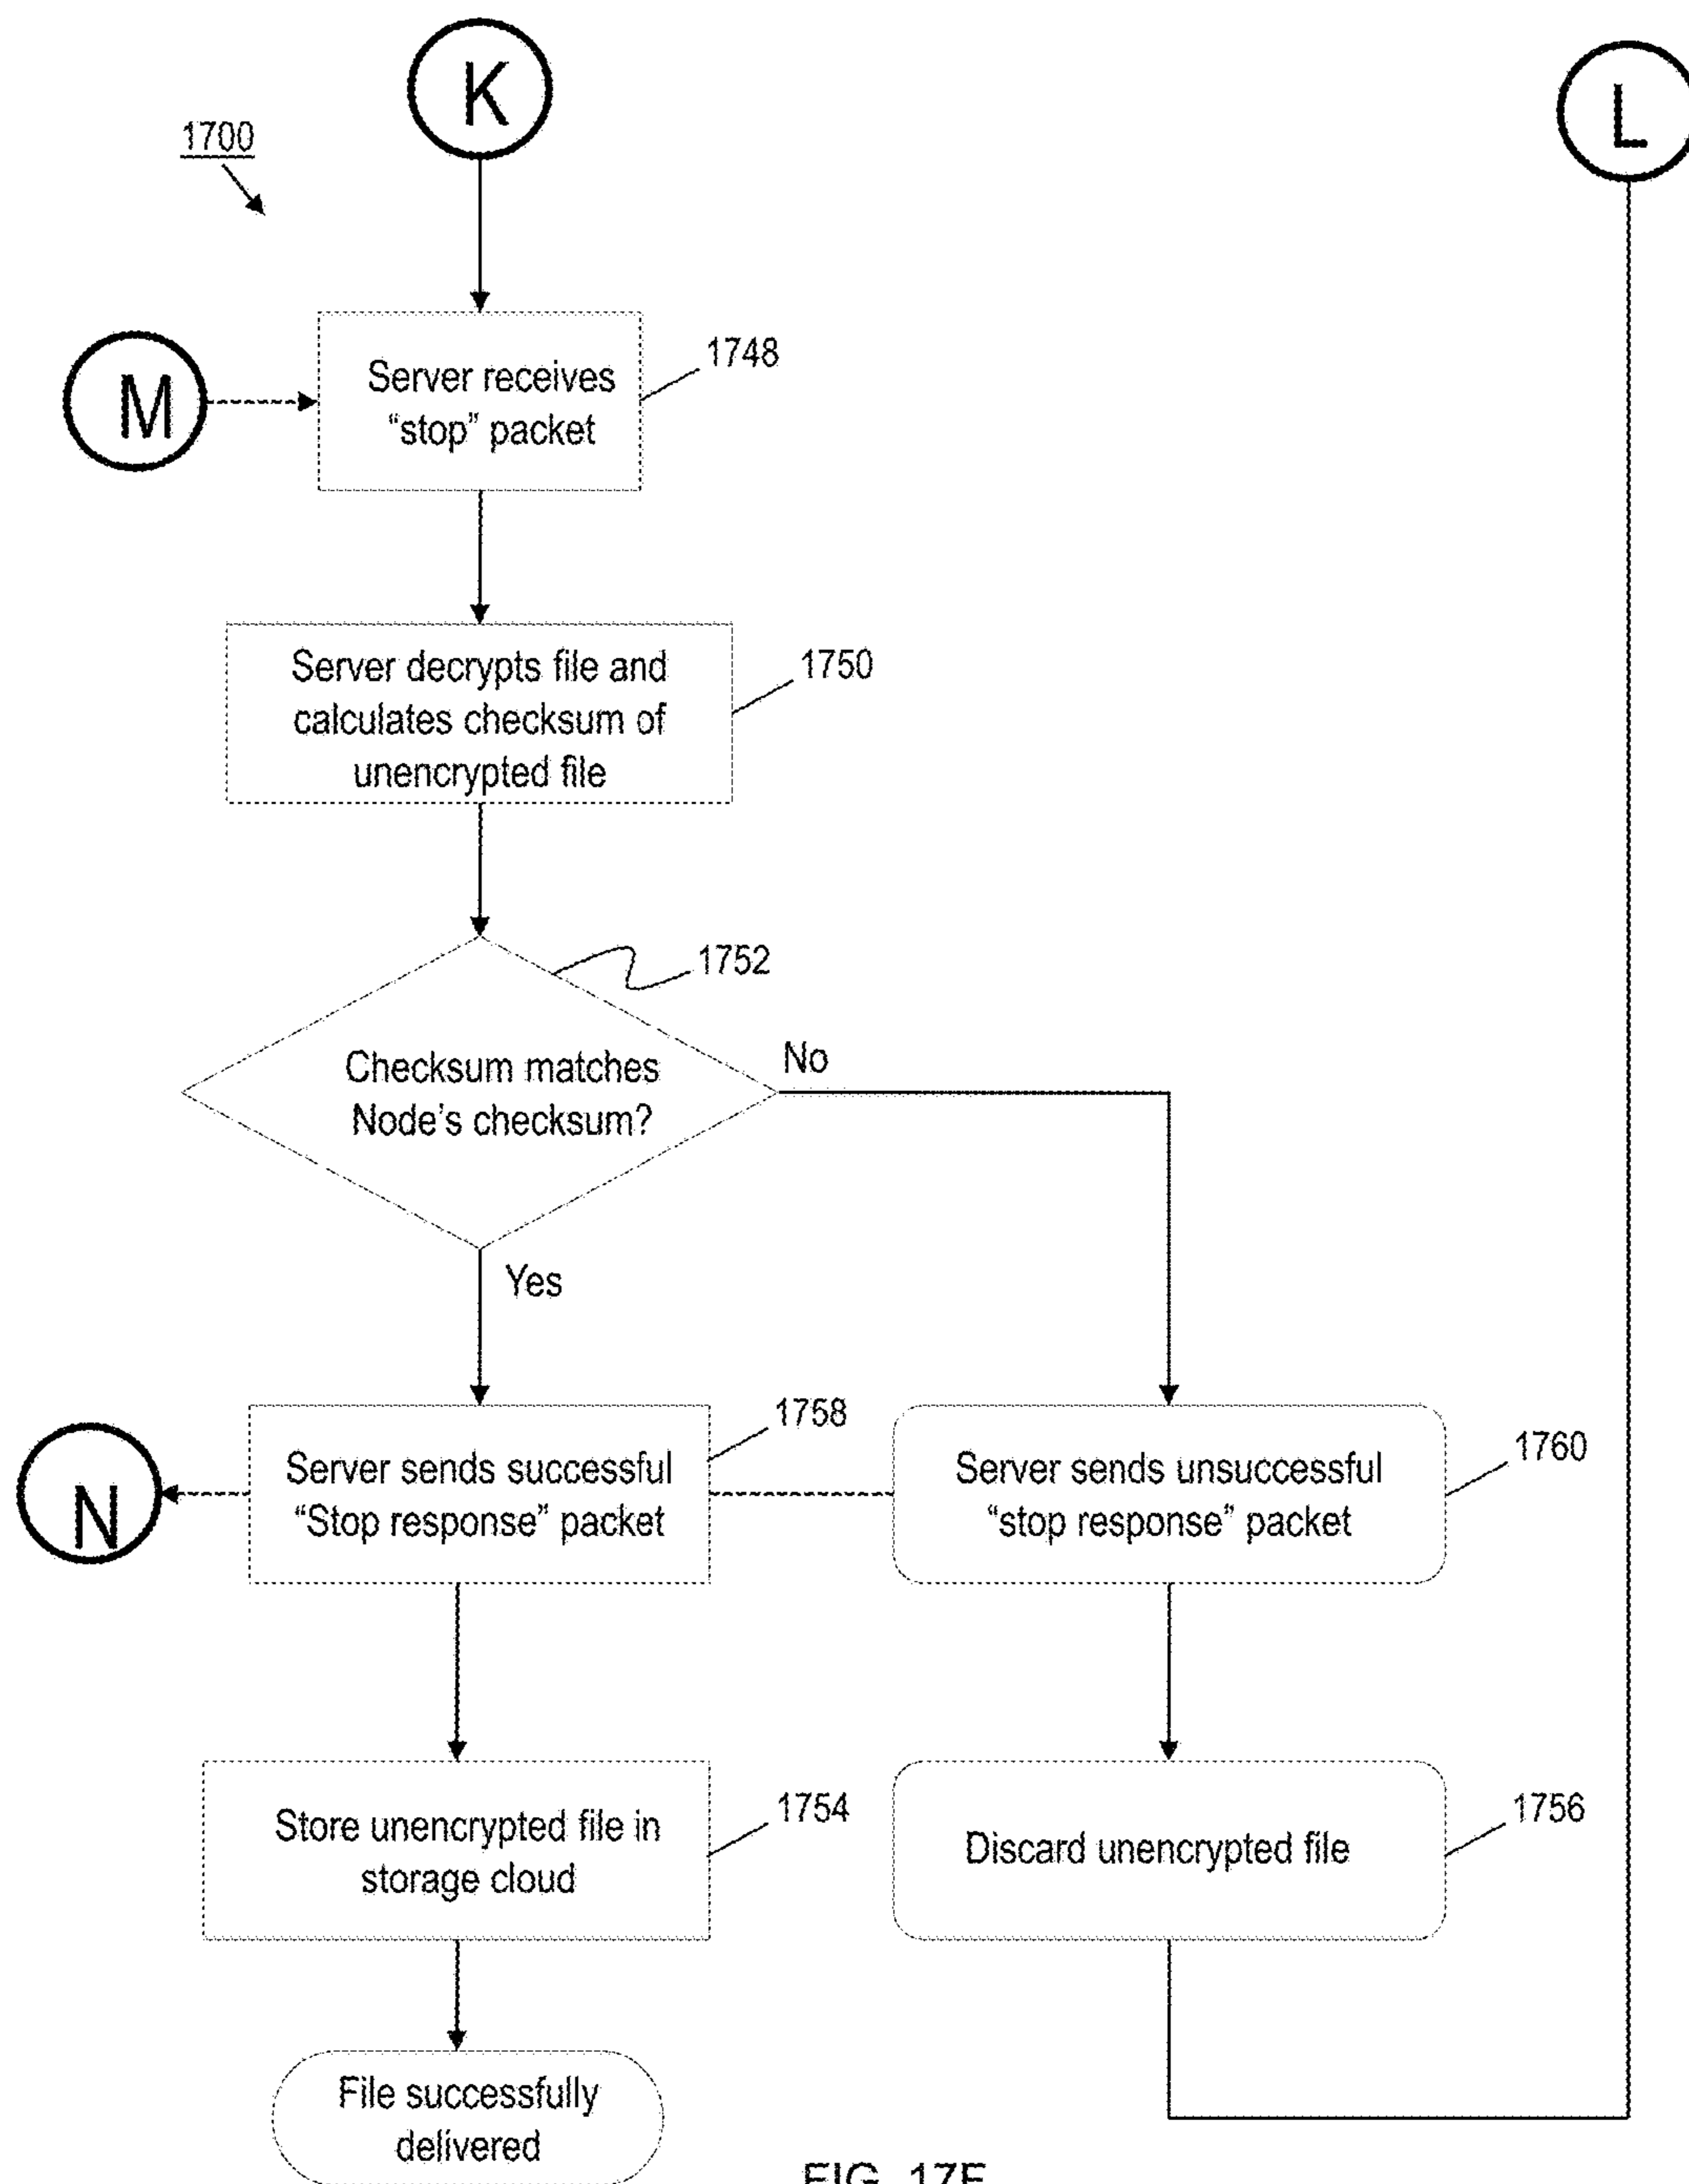 K
L
1700
M
Server receives
“stop” packet
1748
Server decrypts file and
calculates checksum of
unencrypted file
1750
1752
Checksum matches
Node’s checksum?
No
Yes
N
Server sends successful
“Stop response” packet
1758
Server sends unsuccessful
“stop response” packet
1760
Store unencrypted file in
storage cloud
1754
Discard unencrypted file
1756
File successfully
delivered